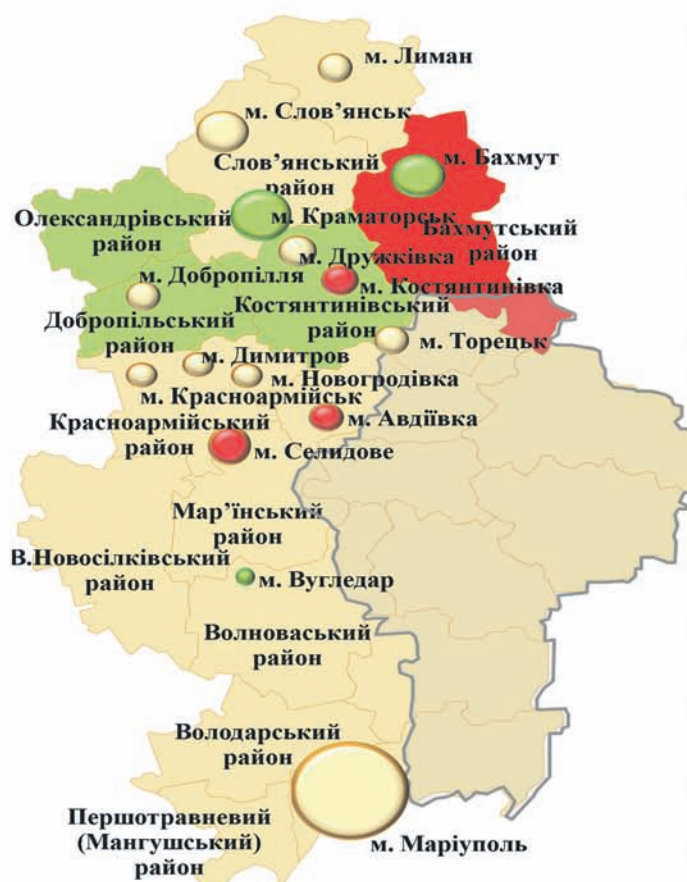 м. Лиман
м. Слов’янськ
Слов’янський
район
м. Бахмут
Олександрівський
район
м. Краматорськ
Бахмутський
район
м. Дружківка
м. Добропілля
м. Костянтинівка
Костянтинівський
район
Добропільський
район
м. Торецьк
м. Димитров
м. Новогродівка
м. Красноармійськ
Красноармійський
район
м. Авдіївка
м. Селидове
Мар’їнський
район
В.Новосілківський
район
м. Вугледар
Волноваський
район
Володарський
район
Першотравневий
(Мангушський)
район
м. Маріуполь